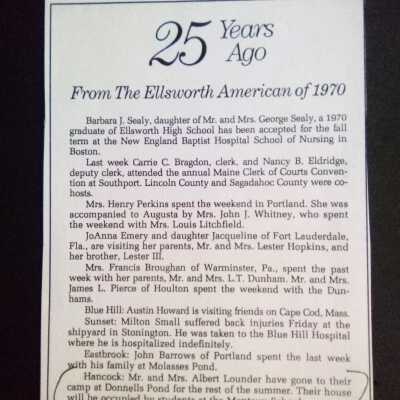 25 Years
Ago
From The Ellsworth American of 1970
Barbara J. Sealy, daughter of Mr. and Mrs. George Sealy, a 1970
graduate of Ellsworth High School has been accepted for the fall
term at the New England Baptist Hospital School of Nursing in
Boston.
Last week Carrie C. Bragdon, clerk, and Nancy B. Eldridge,
deputy clerk, attended the annual Maine Clerk of Courts Conven-
tion at Southport. Lincoln County and Sagadahoc County were co-
hosts.
Mrs. Henry Perkins spent the weekend in Portland. She was
accompanied to Augusta by Mrs. John J. Whitney, who spent
the weekend with Mrs. Louis Litchfield.
JoAnna Emery and daughter Jacqueline of Fort Lauderdale,
Fla., are visiting her parents, Mr. and Mrs. Lester Hopkins, and
her brother, Lester III.
Mrs. Francis Broughan of Warminster, Pa., spent the past
week with her parents, Mr. and Mrs. L.T. Dunham. Mr. and Mrs.
James L. Pierce of Houlton spent the weekend with the Dun-
hams.
Blue Hill: Austin Howard is visiting friends on Cape Cod, Mass.
Sunset: Milton Small suffered back injuries Friday at the
shipyard in Stonington. He was taken to the Blue Hill Hospital
where he is hospitalized indefinitely.
Eastbrook: John Barrows of Portland spent the last week
with his family at Molasses Pond.
Hancock: Mr. and Mrs. Albert Lounder have gone to their
camp at Donnells Pond for the rest of the summer. Their house
will be occupied by students at the